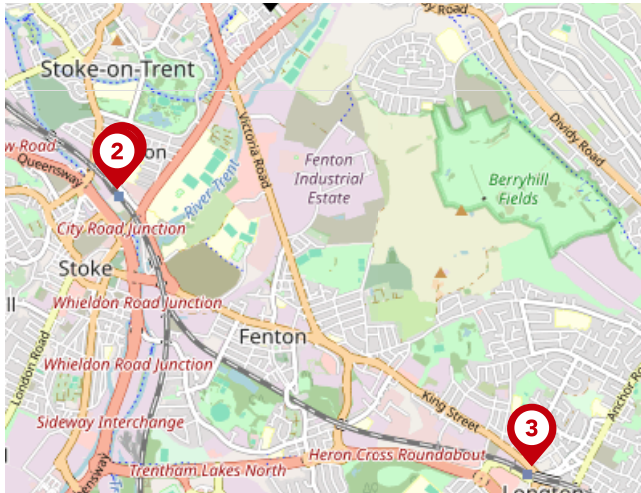 Stoke-on-Trent
Dividy Road
2
Queensway
Road
Victoria Road
River Trent
Fenton
Industrial
Estate
Berryhill
Fields
City Road Junction
Stoke
Whieldon Road Junction
London Road
Fenton
Whieldon Road Junction
King Street
Sideway Interchange
3
Heron Cross Roundabout
Trentham Lakes North